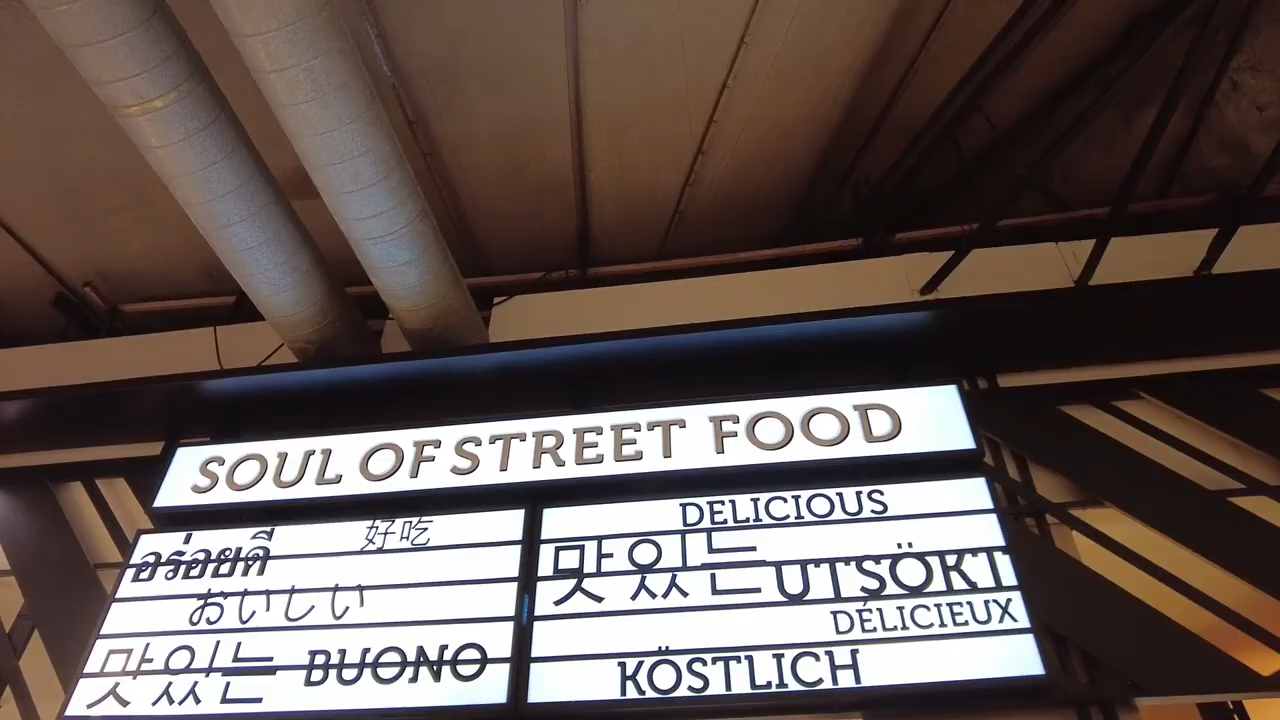 SOUL OF STREET FOOD
อร่อยดี 好吃
おいしい
맛있는 BUONO
DELICIOUS
맛있는 UTSÖKT
DÉLICIEUX
KÖSTLICH